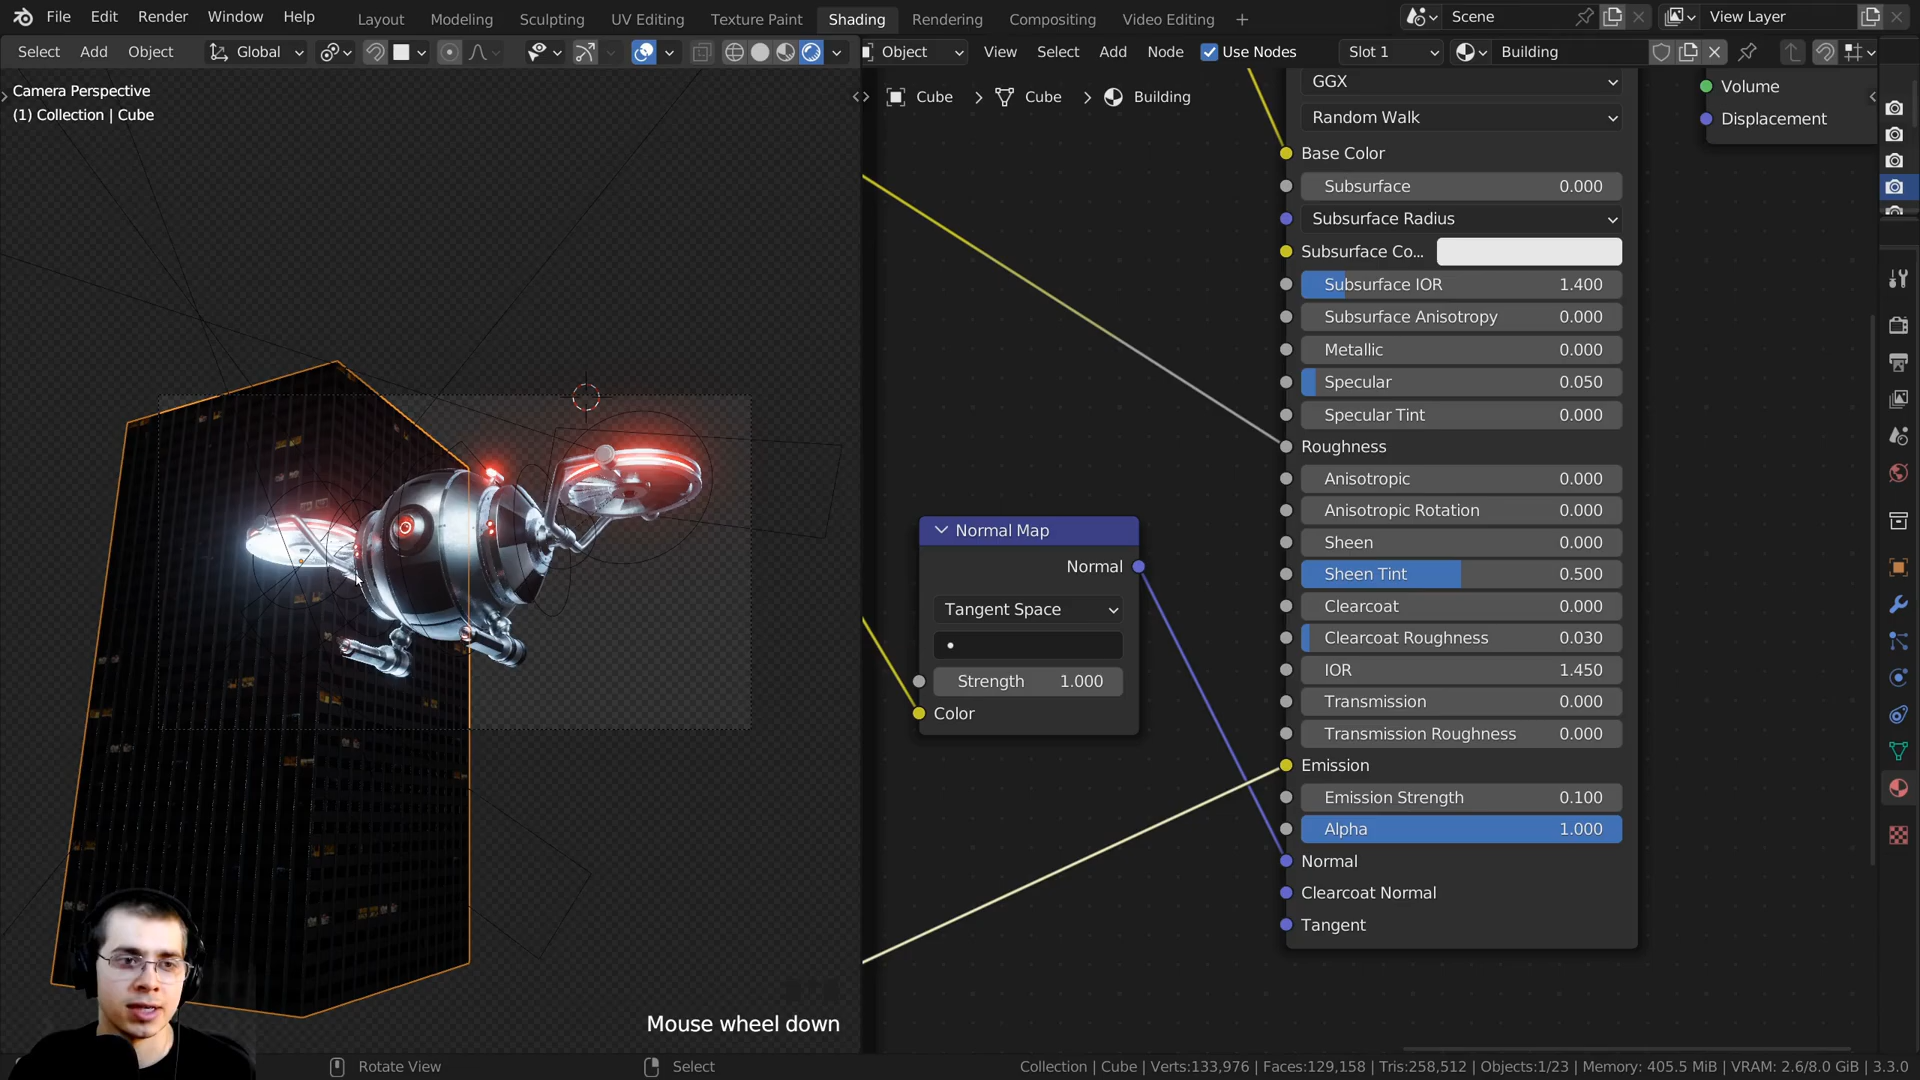 File Edit Render Window Help Layout Modeling Sculpting UV Editing Texture Paint Shading Rendering Compositing Video Editing + Scene View Layer
Select Add Object Global Object View Select Add Node Use Nodes Slot 1 Building
Camera Perspective
(1) Collection | Cube
Cube > Cube > Building
GGX
Random Walk
Base Color
Subsurface 0.000
Subsurface Radius
Subsurface Co...
Subsurface IOR 1.400
Subsurface Anisotropy 0.000
Metallic 0.000
Specular 0.050
Specular Tint 0.000
Roughness
Anisotropic 0.000
Anisotropic Rotation 0.000
Sheen 0.000
Sheen Tint 0.500
Clearcoat 0.000
Clearcoat Roughness 0.030
IOR 1.450
Transmission 0.000
Transmission Roughness 0.000
Emission
Emission Strength 0.100
Alpha 1.000
Normal
Clearcoat Normal
Tangent
Volume
Displacement
Normal Map
Normal
Tangent Space
Strength 1.000
Color
Mouse wheel down
Rotate View Select Collection | Cube | Verts:133,976 | Faces:129,158 | Tris:258,512 | Objects:1/23 | Memory: 405.5 MiB | VRAM: 2.6/8.0 GiB | 3.3.0